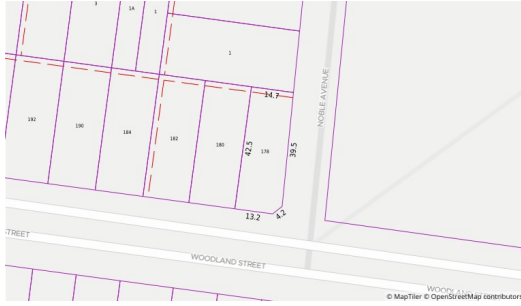 3
1A
1
1
14.7
192
190
184
182
180
178
42.5
39.5
13.2
4.2
NOBLE AVENUE
STREET
WOODLAND STREET
WOODLAND STREET
© MapTiler © OpenStreetMap contributors